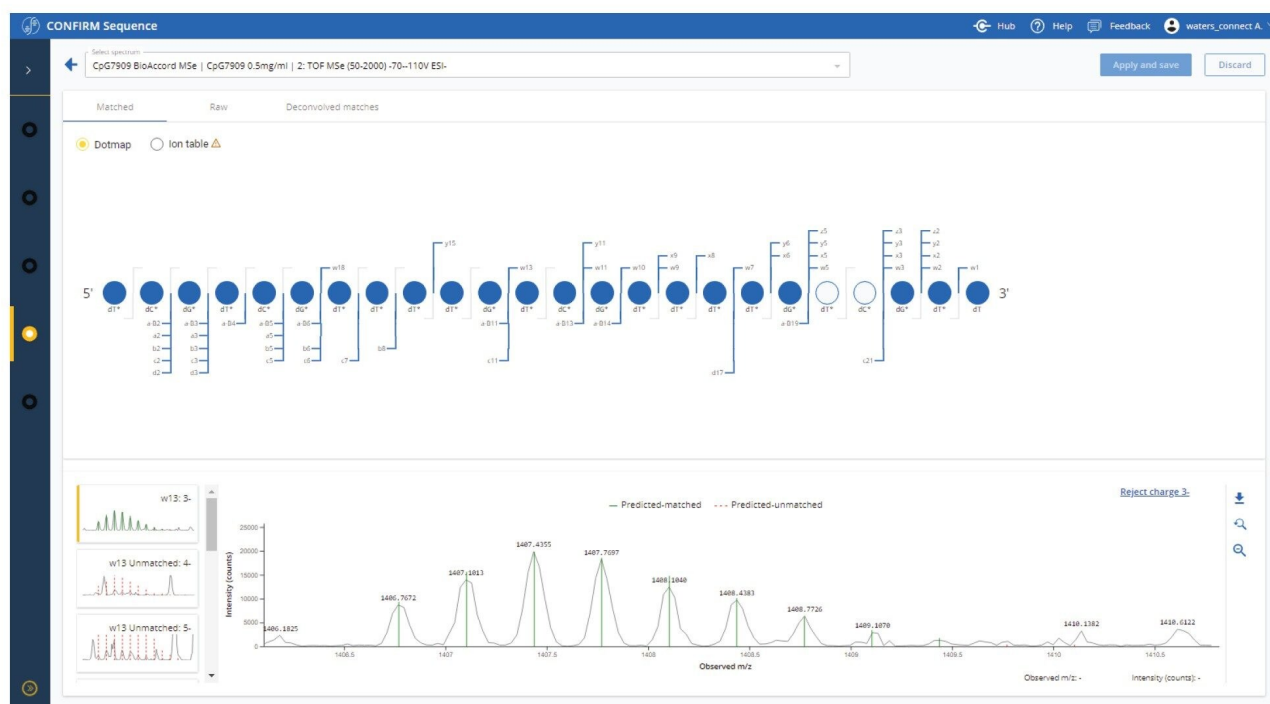 CONFIRM Sequence
Hub Help Feedback waters_connect A.
Select spectrum
CpG7909 BioAccord MSe | CpG7909 0.5mg/ml | 2: TOF MSe (50-2000) -70--110V ESI-
Apply and save Discard
Matched Raw Deconvolved matches
Dotmap Ion table
z5 z3 z2
y15 y11 y6 y5 y3 y2
x9 x8 x6 x5 x3 x2
w18 w13 w11 w10 w9 w7 w5 w3 w2 w1
5' 3'
dT* dC* dG* dT* dC* dG* dT* dT* dT* dT* dG* dT* dC* dG* dT* dT* dT* dT* dG* dT* dC* dG* dT* dT
a-B2 a-B3 a-B4 a-B5 a-B6 a-B11 a-B13 a-B14 a-B19
a2 a3 a5
b2 b3 b6 b8
c2 c3 c5 c6 c7 c11 c21
d2 d3 d17
w13: 3-
w13 Unmatched: 4-
w13 Unmatched: 5-
Reject charge 3-
Predicted-matched Predicted-unmatched
Intensity (counts)
25000
20000
15000
10000
5000
0
1406.1825 1406.7672 1407.1013 1407.4355 1407.7697 1408.1040 1408.4383 1408.7726 1409.1070 1410.1382 1410.6122
1406.5 1407 1407.5 1408 1408.5 1409 1409.5 1410 1410.5
Observed m/z
Observed m/z: - Intensity (counts): -